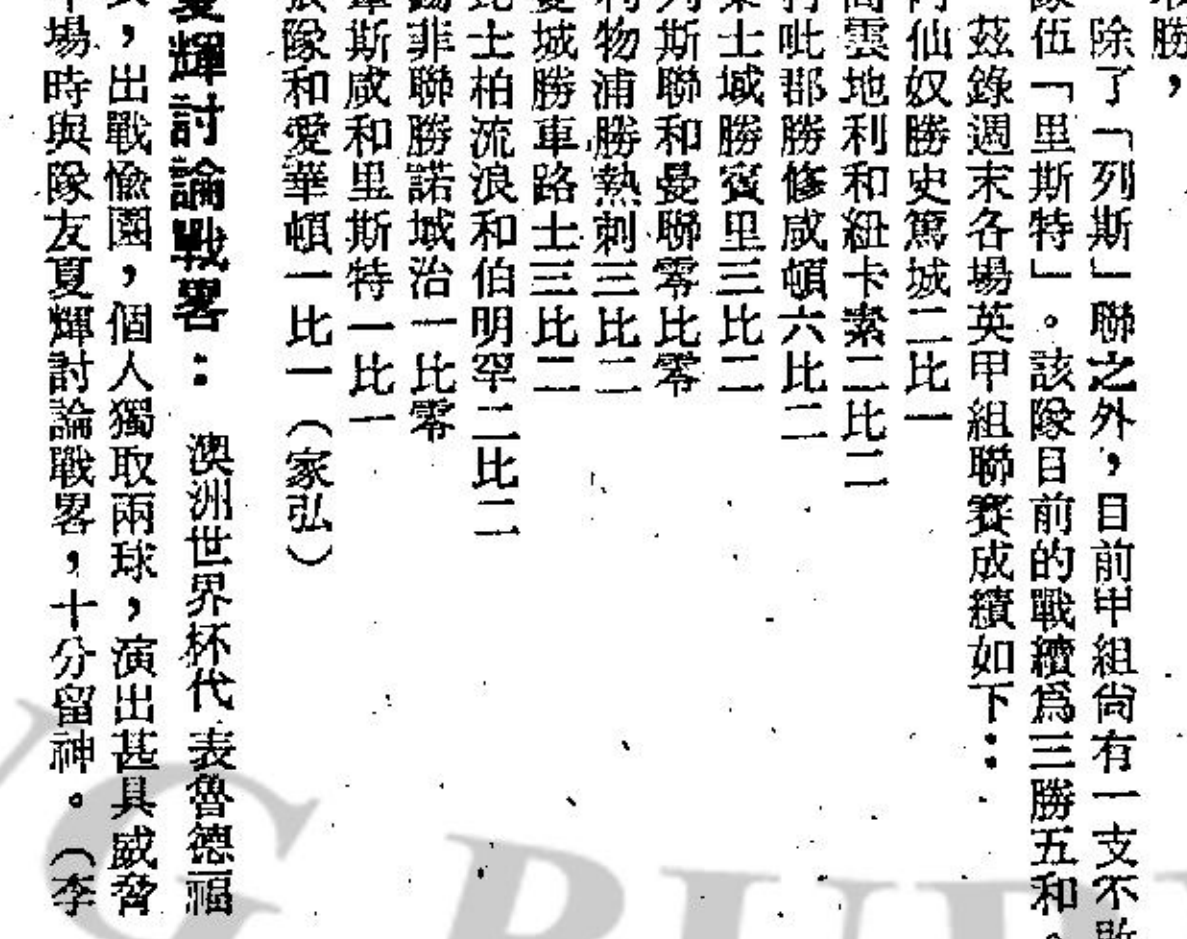 勝，
除了「列斯」聯之外，目前甲組尙有一支不敗
隊伍「里斯特」。該隊目前的戰績爲三勝五和。
茲錄週末各場英甲組聯賽成績如下：
仙奴勝史篤城二比一
雲地利和紐卡素二比二
吡郡勝修咸頓六比二
士域勝賓里三比二
列斯聯和曼聯零比零
利物浦勝熱刺三比二
曼城勝車路士三比二
比士柏流浪和伯明罕二比二
錫菲聯勝諾域治一比零
韋斯咸和里斯特一比一
隊和愛華頓一比一（家弘）
夏輝討論戰畧：澳洲世界杯代表魯德福
，出戰愉園，個人獨取兩球，演出甚具威脅
場時與隊友夏輝討論戰畧，十分留神。（李